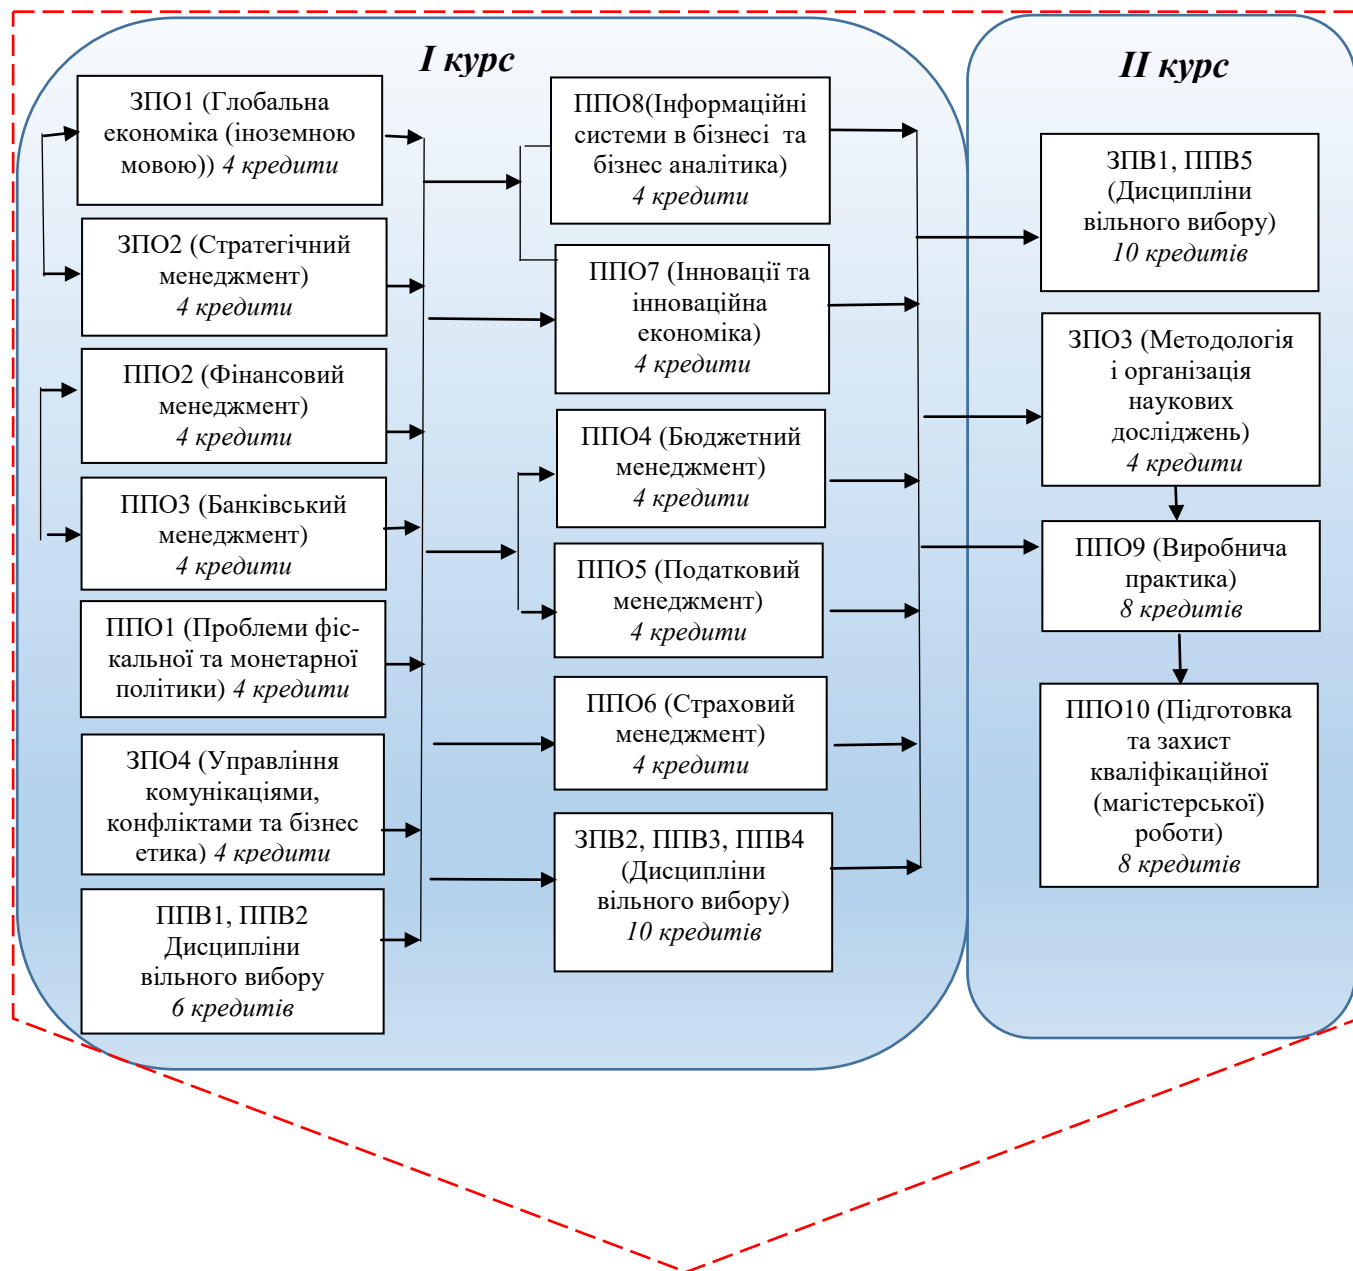 І курс
ЗПО1 (Глобальна
економіка (іноземною
мовою)) 4 кредити
ЗПО2 (Стратегічний
менеджмент)
4 кредити
ППО2 (Фінансовий
менеджмент)
4 кредити
ППО3 (Банківський
менеджмент)
4 кредити
ППО1 (Проблеми фіс-
кальної та монетарної
політики) 4 кредити
ЗПО4 (Управління
комунікаціями,
конфліктами та бізнес
етика) 4 кредити
ППВ1, ППВ2
Дисципліни
вільного вибору
6 кредитів
ППО8(Інформаційні
системи в бізнесі та
бізнес аналітика)
4 кредити
ППО7 (Інновації та
інноваційна
економіка)
4 кредити
ППО4 (Бюджетний
менеджмент)
4 кредити
ППО5 (Податковий
менеджмент)
4 кредити
ППО6 (Страховий
менеджмент)
4 кредити
ЗПВ2, ППВ3, ППВ4
(Дисципліни
вільного вибору)
10 кредитів
ІІ курс
ЗПВ1, ППВ5
(Дисципліни
вільного вибору)
10 кредитів
ЗПО3 (Методологія
і організація
наукових
досліджень)
4 кредити
ППО9 (Виробнича
практика)
8 кредитів
ППО10 (Підготовка
та захист
кваліфікаційної
(магістерської)
роботи)
8 кредитів